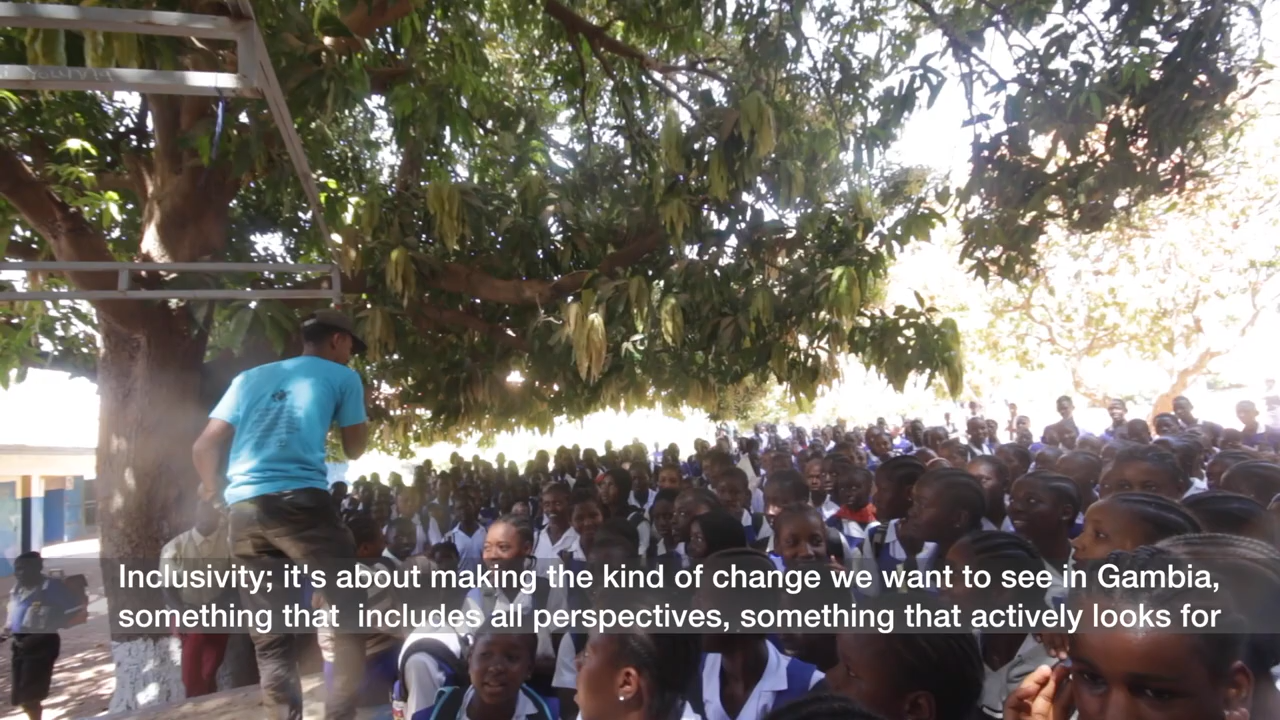 Inclusivity; it's about making the kind of change we want to see in Gambia,
something that  includes all perspectives, something that actively looks for